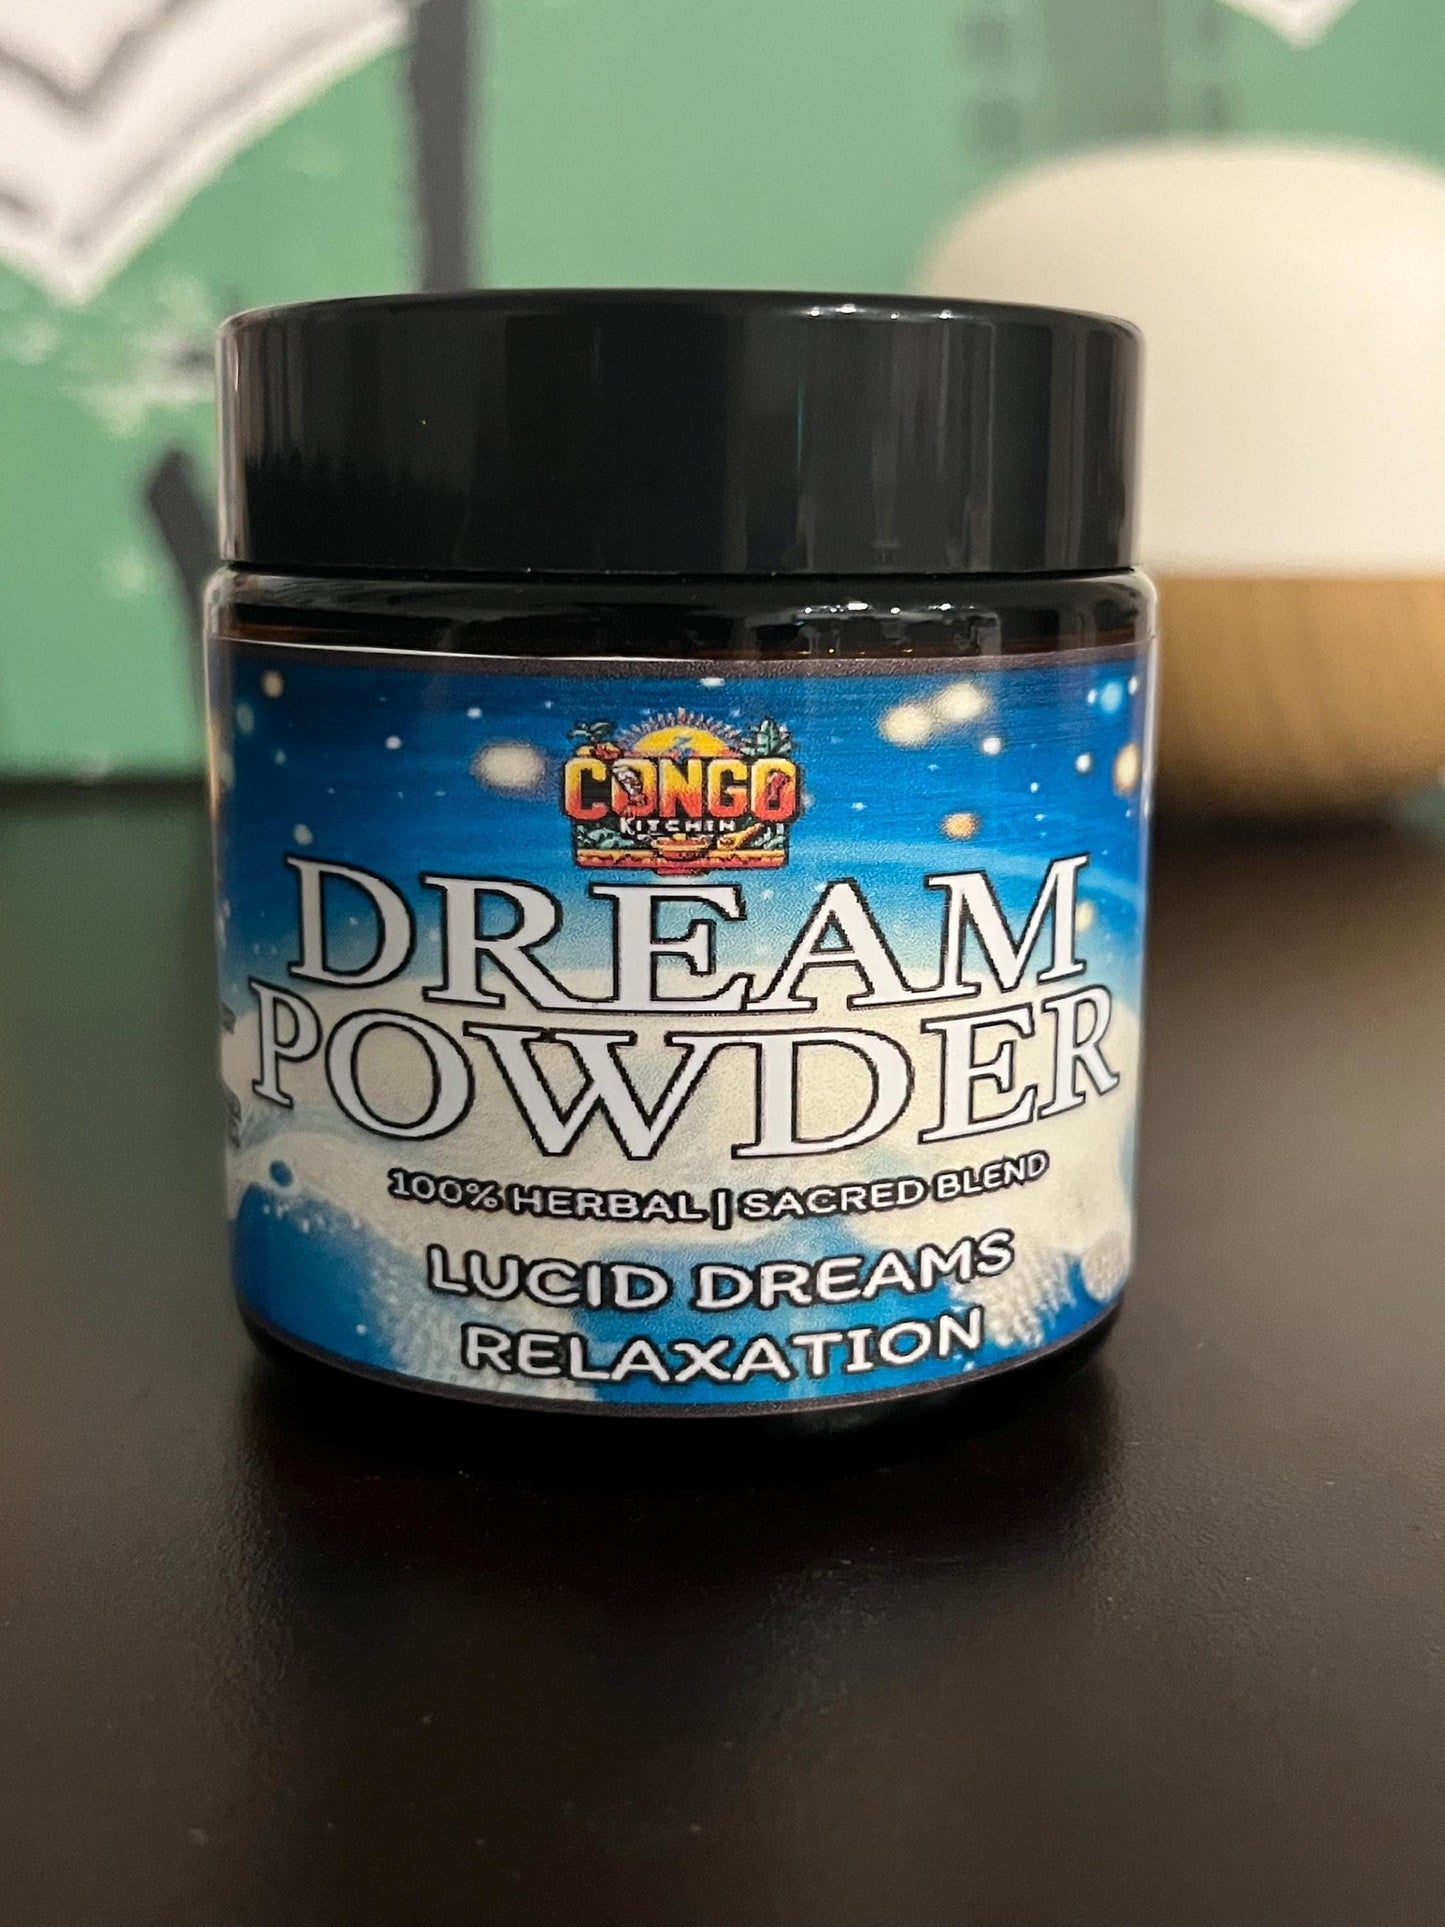 CONGO
KITCHEN
DREAM
POWDER
100% HERBAL | SACRED BLEND
LUCID DREAMS
RELAXATION